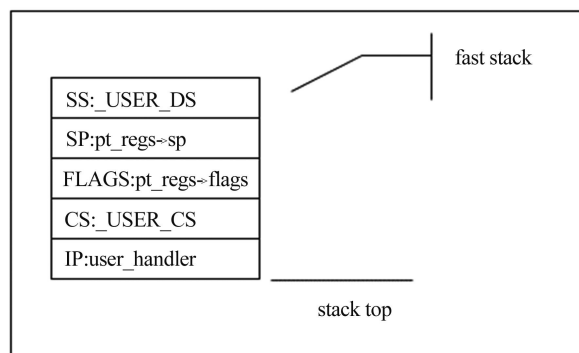 fast stack
SS:_USER_DS
SP:pt_regs->sp
FLAGS:pt_regs->flags
CS:_USER_CS
IP:user_handler
stack top